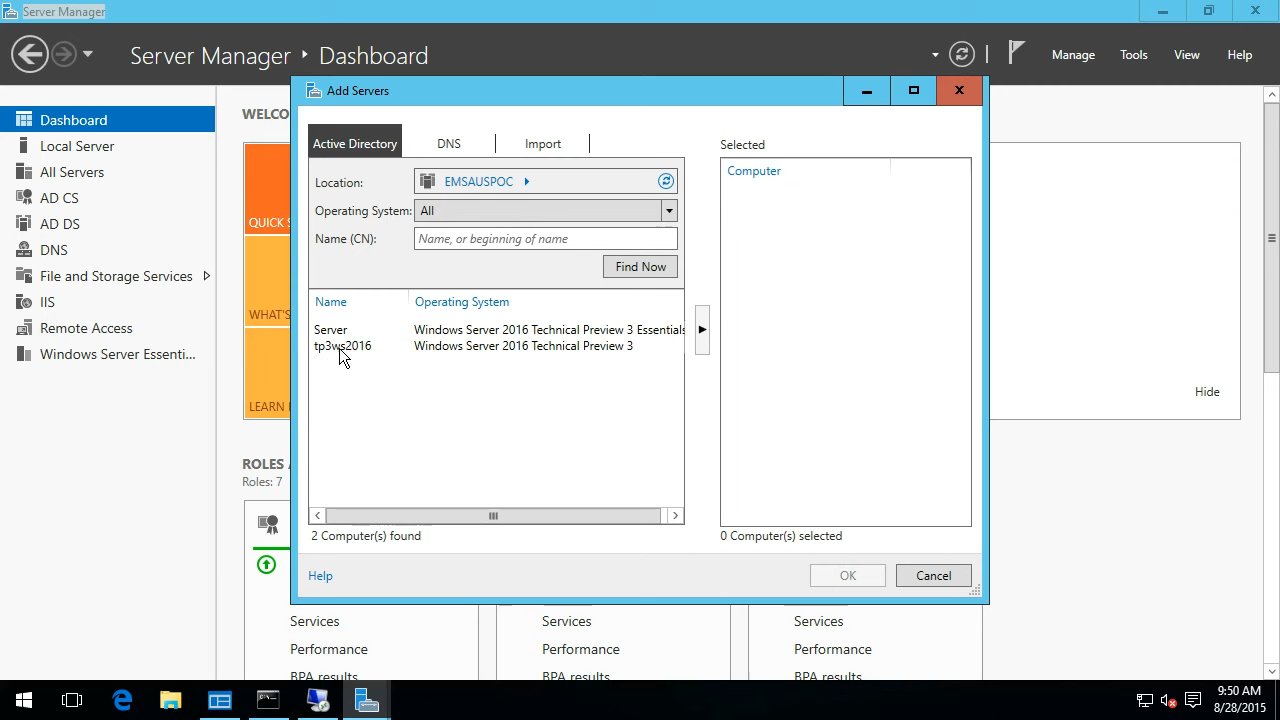 Server Manager
Server Manager ‣ Dashboard
Manage
Tools
View
Help
Dashboard
Local Server
All Servers
AD CS
AD DS
DNS
File and Storage Services
IIS
Remote Access
Windows Server Essenti...
WELCO
QUICK S
WHAT'S
LEARN
Hide
ROLES
Roles: 7
Add Servers
Active Directory
DNS
Import
Location:
EMSAUSPOC
Operating System:
All
Name (CN):
Name, or beginning of name
Find Now
Name
Operating System
Server
Windows Server 2016 Technical Preview 3 Essentials
tp3ws2016
Windows Server 2016 Technical Preview 3
2 Computer(s) found
Selected
Computer
0 Computer(s) selected
Help
OK
Cancel
Services
Services
Services
Performance
Performance
Performance
BPA results
BPA results
BPA results
9:50 AM
8/28/2015